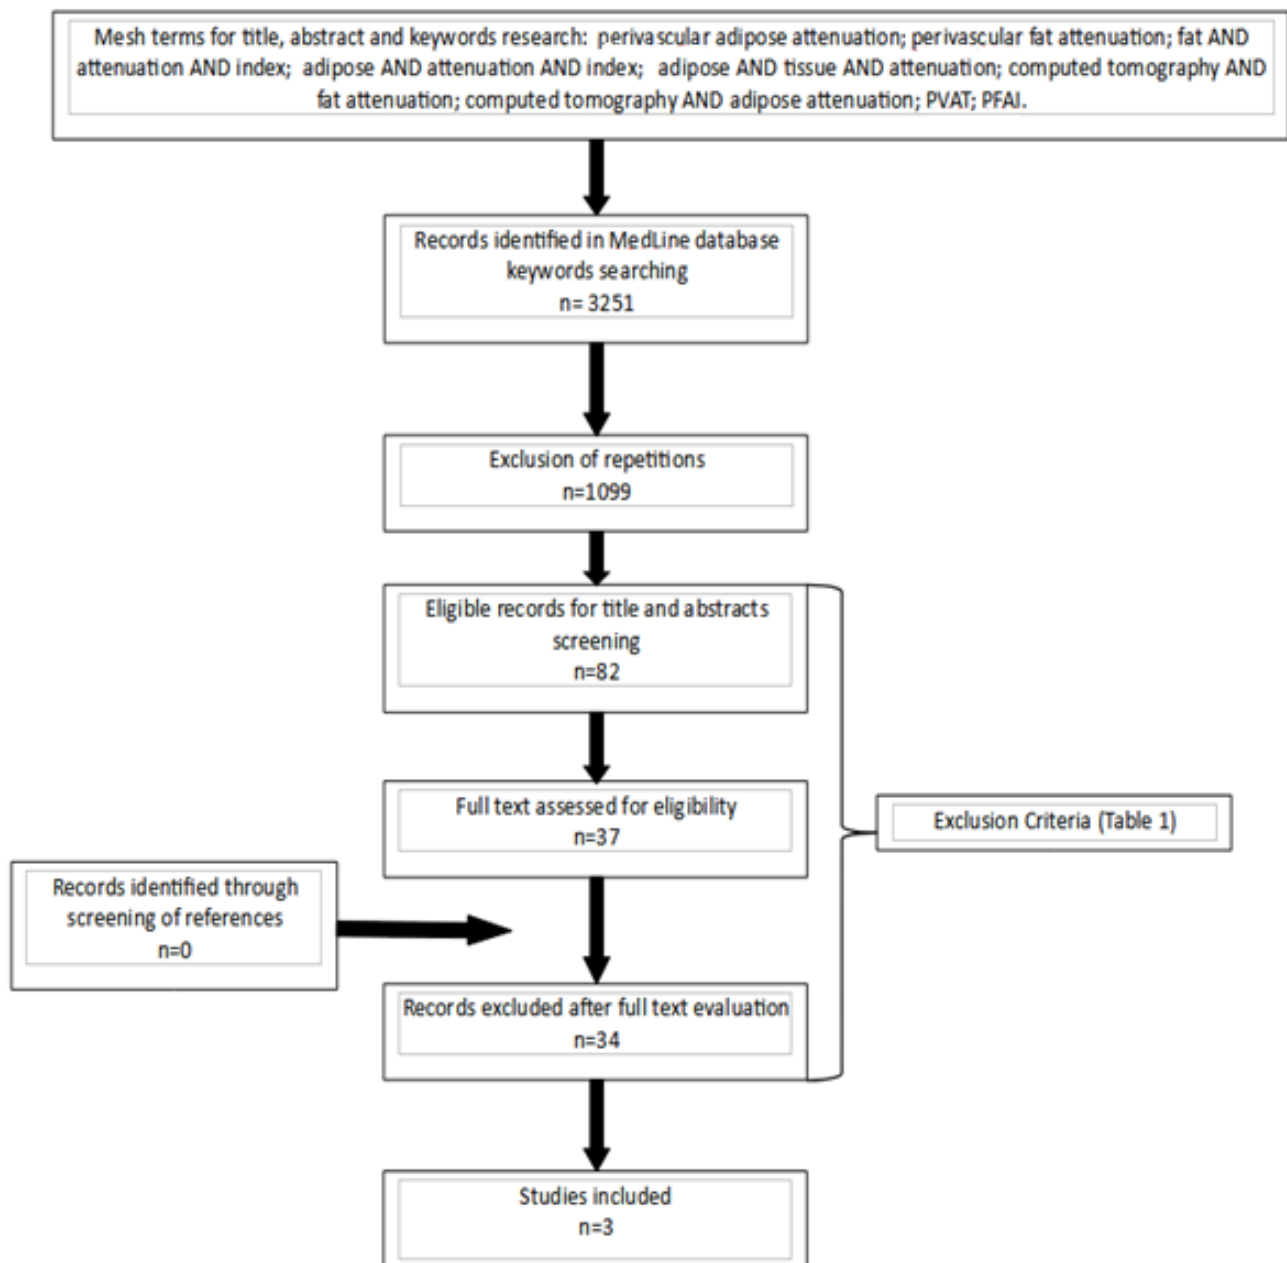 Mesh terms for title, abstract and keywords research: perivascular adipose attenuation; perivascular fat attenuation; fat AND
attenuation AND index; adipose AND attenuation AND index; adipose AND tissue AND attenuation; computed tomography AND
fat attenuation; computed tomography AND adipose attenuation; PVAT; PFAI.
Records identified in MedLine database
keywords searching
n= 3251
Exclusion of repetitions
n=1099
Eligible records for title and abstracts
screening
n=82
Full text assessed for eligibility
n=37
Exclusion Criteria (Table 1)
Records identified through
screening of references
n=0
Records excluded after full text evaluation
n=34
Studies included
n=3